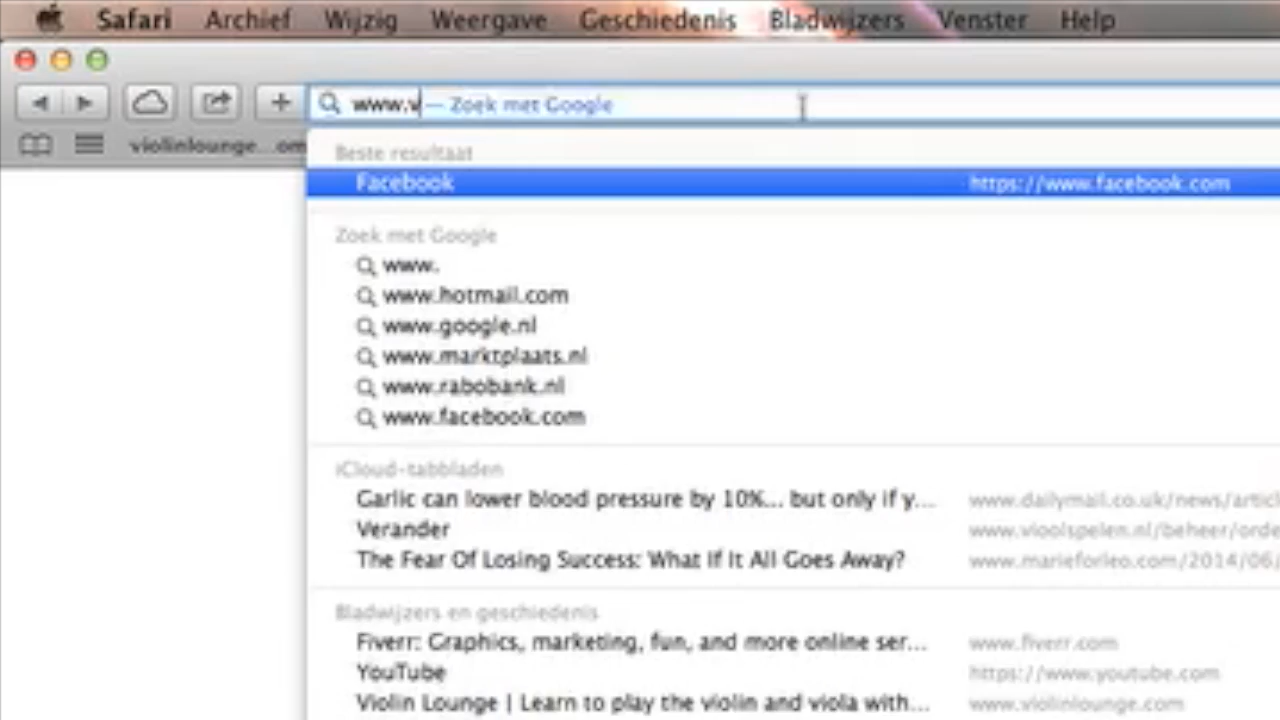 Safari Archief Wijzig Weergave Geschiedenis Bladwijzers Venster Help
www.v — Zoek met Google
violinlounge...om
Beste resultaat
Facebook https://www.facebook.com
Zoek met Google
www.
www.hotmail.com
www.google.nl
www.marktplaats.nl
www.rabobank.nl
www.facebook.com
iCloud-tabbladen
Garlic can lower blood pressure by 10%... but only if y... www.dailymail.co.uk/news/articl
Verander www.vioolspelen.nl/beheer/orde
The Fear Of Losing Success: What If It All Goes Away? www.marieforleo.com/2014/06/
Bladwijzers en geschiedenis
Fiverr: Graphics, marketing, fun, and more online ser... www.fiverr.com
YouTube https://www.youtube.com
Violin Lounge | Learn to play the violin and viola with... www.violinlounge.com